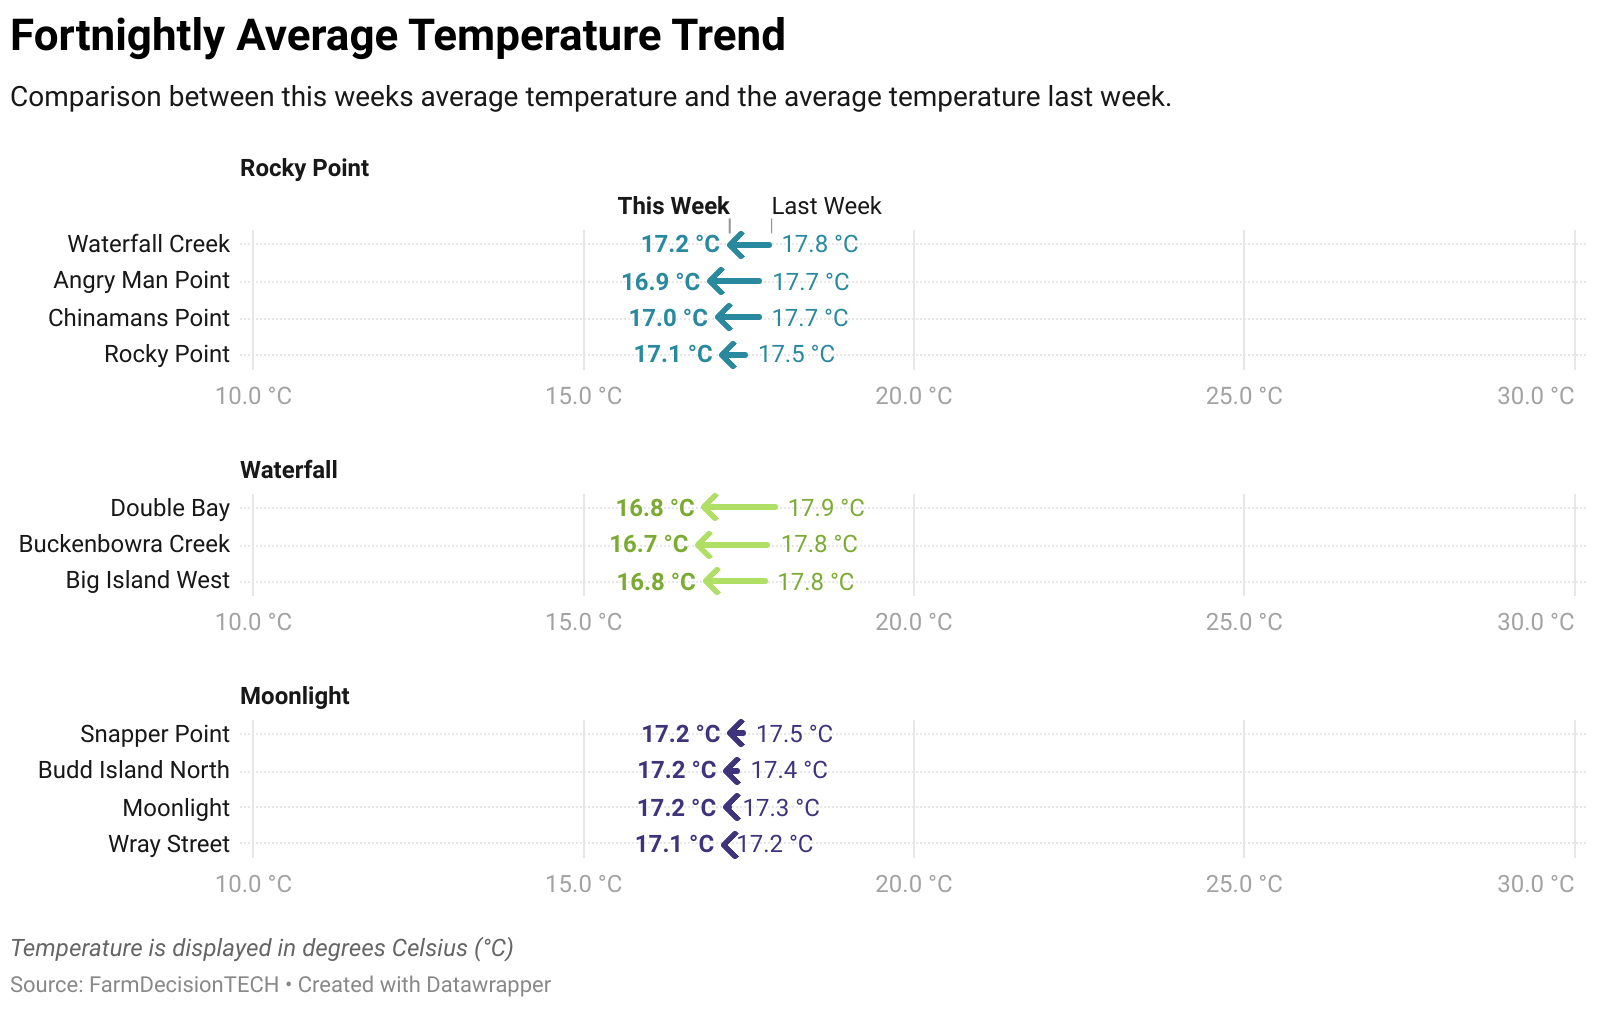 Fortnightly Average Temperature Trend
Comparison between this weeks average temperature and the average temperature last week.
Rocky Point
This Week Last Week
Waterfall Creek 17.2 °C 17.8 °C
Angry Man Point 16.9 °C 17.7 °C
Chinamans Point 17.0 °C 17.7 °C
Rocky Point 17.1 °C 17.5 °C
10.0 °C 15.0 °C 20.0 °C 25.0 °C 30.0 °C
Waterfall
Double Bay 16.8 °C 17.9 °C
Buckenbowra Creek 16.7 °C 17.8 °C
Big Island West 16.8 °C 17.8 °C
10.0 °C 15.0 °C 20.0 °C 25.0 °C 30.0 °C
Moonlight
Snapper Point 17.2 °C 17.5 °C
Budd Island North 17.2 °C 17.4 °C
Moonlight 17.2 °C 17.3 °C
Wray Street 17.1 °C 17.2 °C
10.0 °C 15.0 °C 20.0 °C 25.0 °C 30.0 °C
Temperature is displayed in degrees Celsius (°C)
Source: FarmDecisionTECH • Created with Datawrapper